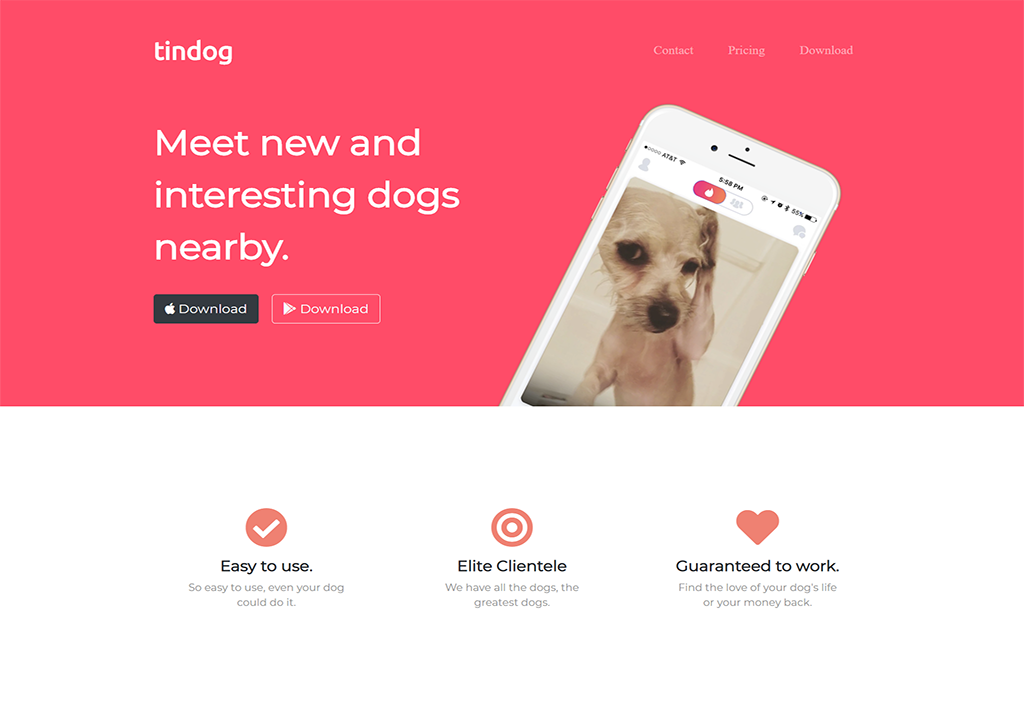 tindog
Contact Pricing Download
Meet new and
interesting dogs
nearby.
Download Download
AT&T
5:58 PM
55%
Easy to use.
So easy to use, even your dog
could do it.
Elite Clientele
We have all the dogs, the
greatest dogs.
Guaranteed to work.
Find the love of your dog's life
or your money back.